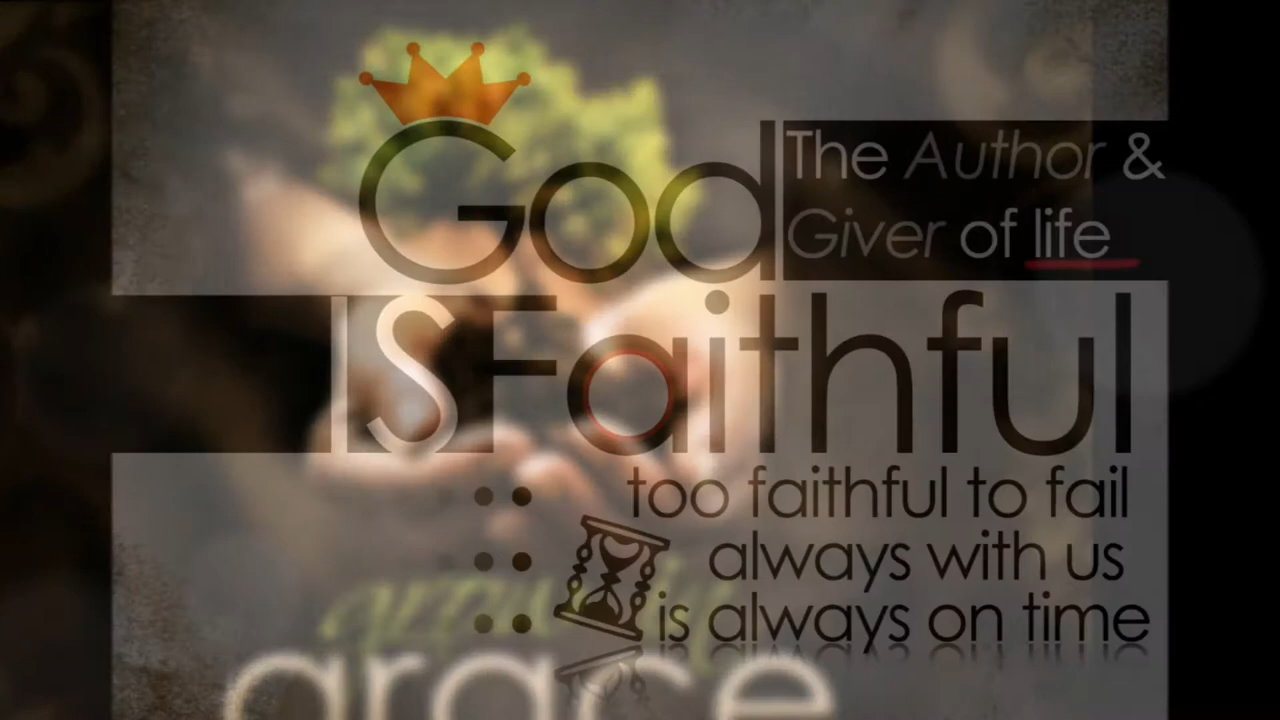 God
The Author &
Giver of life
IS Faithful
too faithful to fail
always with us
is always on time
grace